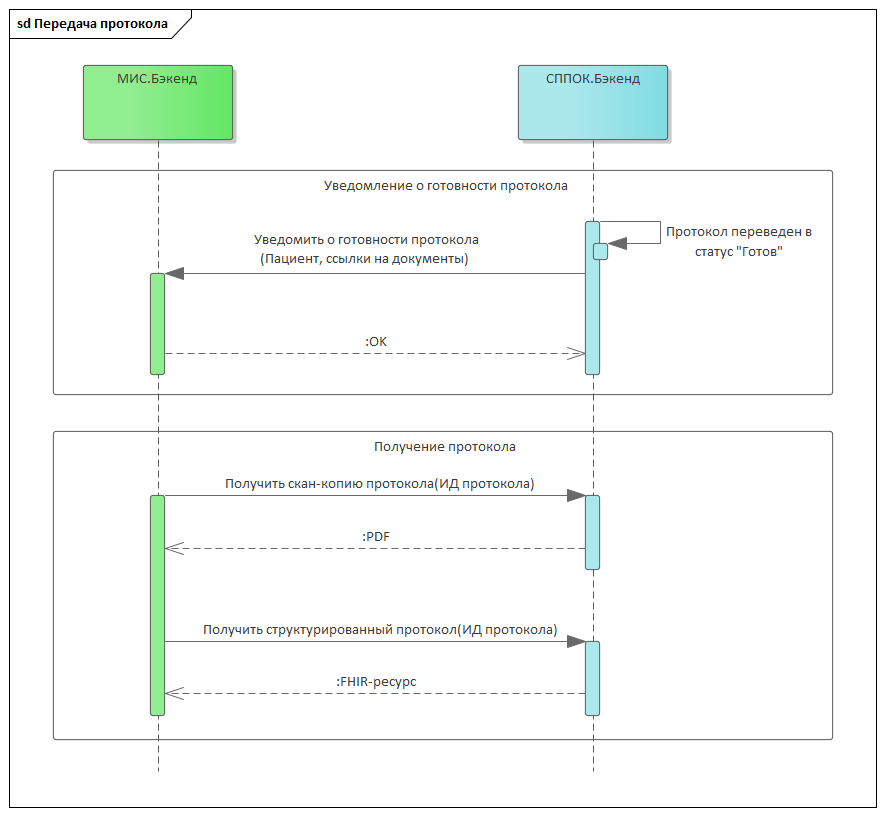 sd Передача протокола
МИС.Бэкенд
СППОК.Бэкенд
Уведомление о готовности протокола
Протокол переведен в
статус "Готов"
Уведомить о готовности протокола
(Пациент, ссылки на документы)
:OK
Получение протокола
Получить скан-копию протокола(ИД протокола)
:PDF
Получить структурированный протокол(ИД протокола)
:FHIR-ресурс